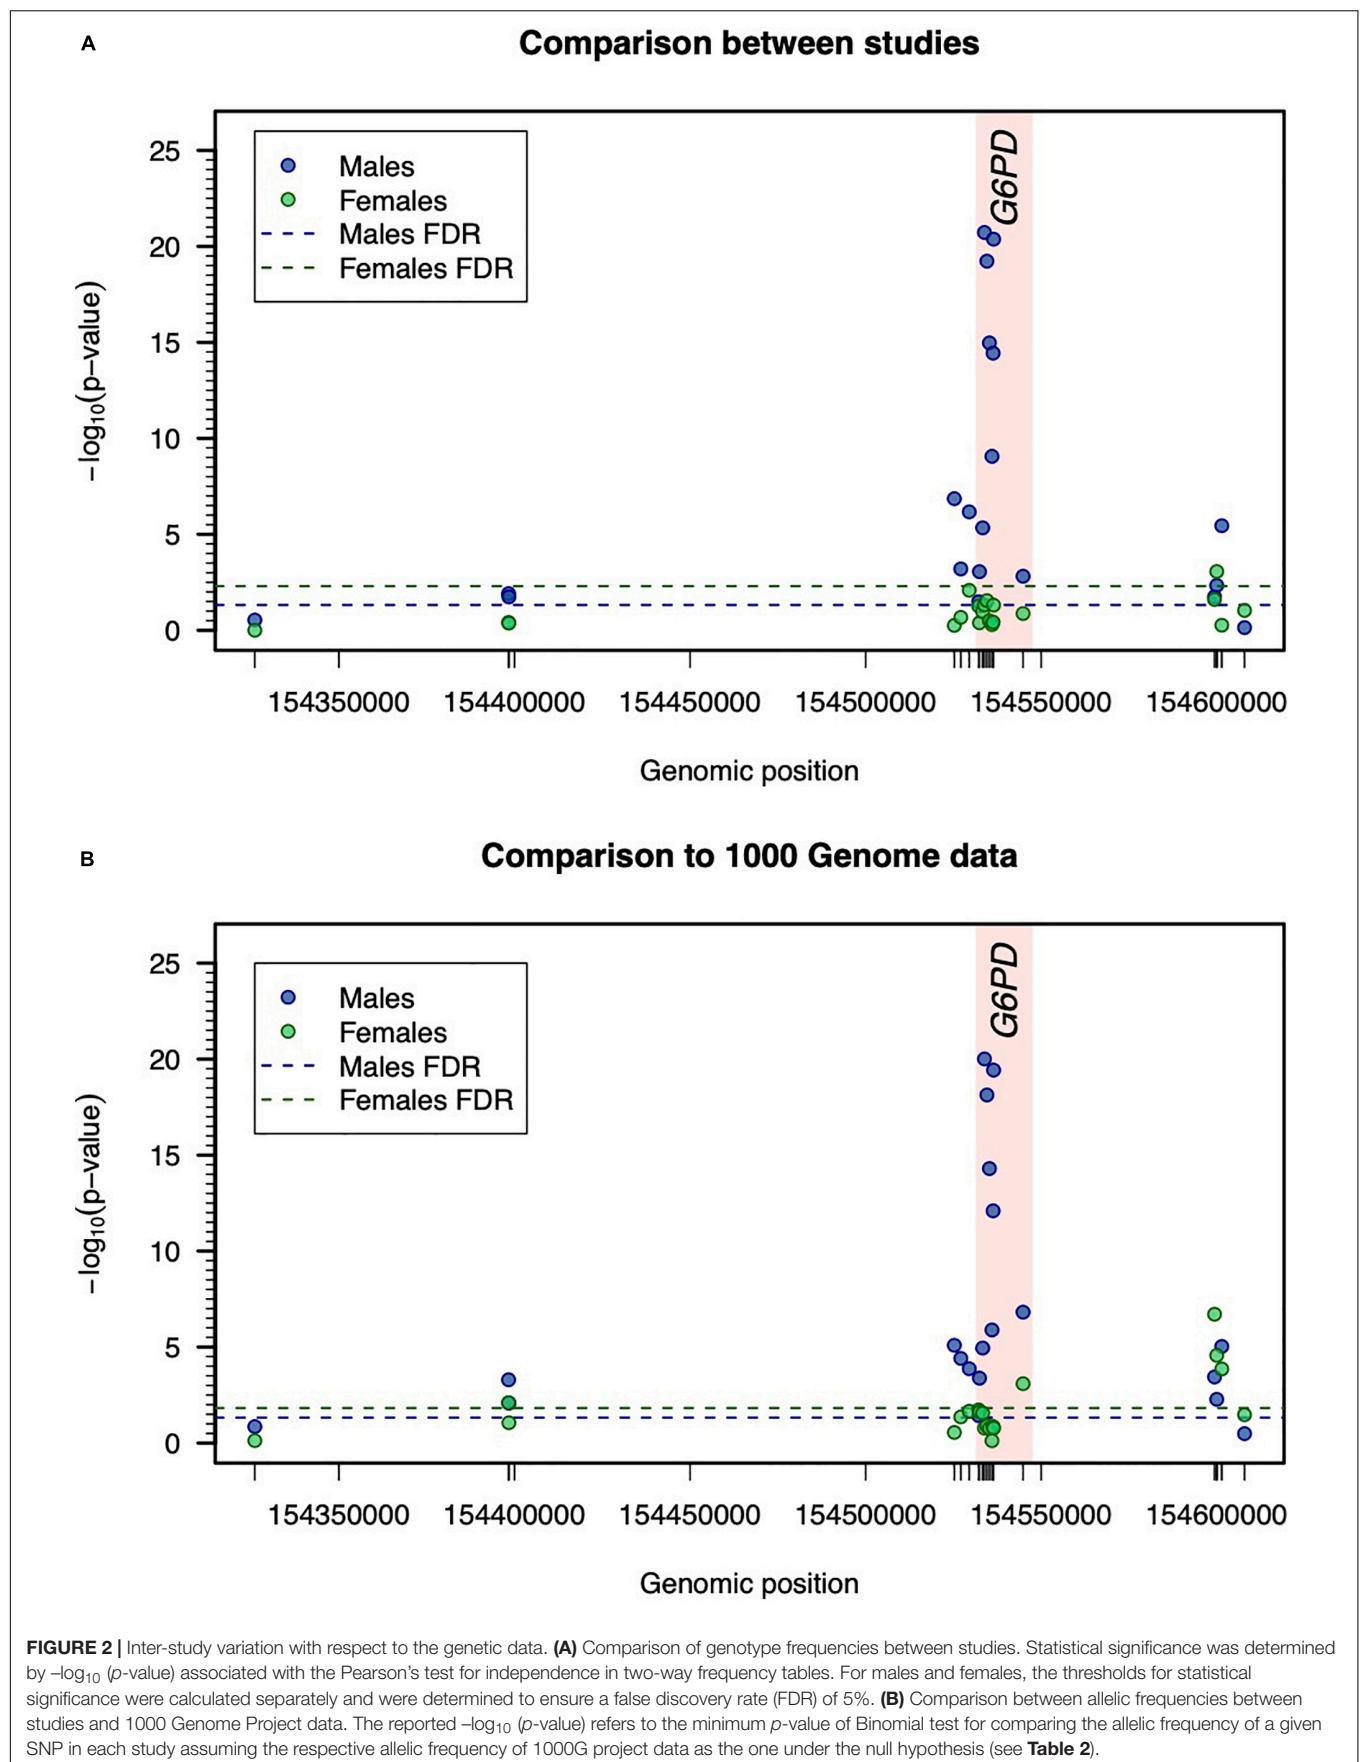 A
Comparison between studies
25
20
15
10
5
0
−log10(p−value)
Males
Females
Males FDR
Females FDR
G6PD
154350000 154400000 154450000 154500000 154550000 154600000
Genomic position
B
Comparison to 1000 Genome data
25
20
15
10
5
0
−log10(p−value)
Males
Females
Males FDR
Females FDR
G6PD
154350000 154400000 154450000 154500000 154550000 154600000
Genomic position
FIGURE 2 | Inter-study variation with respect to the genetic data. (A) Comparison of genotype frequencies between studies. Statistical significance was determined
by –log10 (p-value) associated with the Pearson's test for independence in two-way frequency tables. For males and females, the thresholds for statistical
significance were calculated separately and were determined to ensure a false discovery rate (FDR) of 5%. (B) Comparison between allelic frequencies between
studies and 1000 Genome Project data. The reported –log10 (p-value) refers to the minimum p-value of Binomial test for comparing the allelic frequency of a given
SNP in each study assuming the respective allelic frequency of 1000G project data as the one under the null hypothesis (see Table 2).